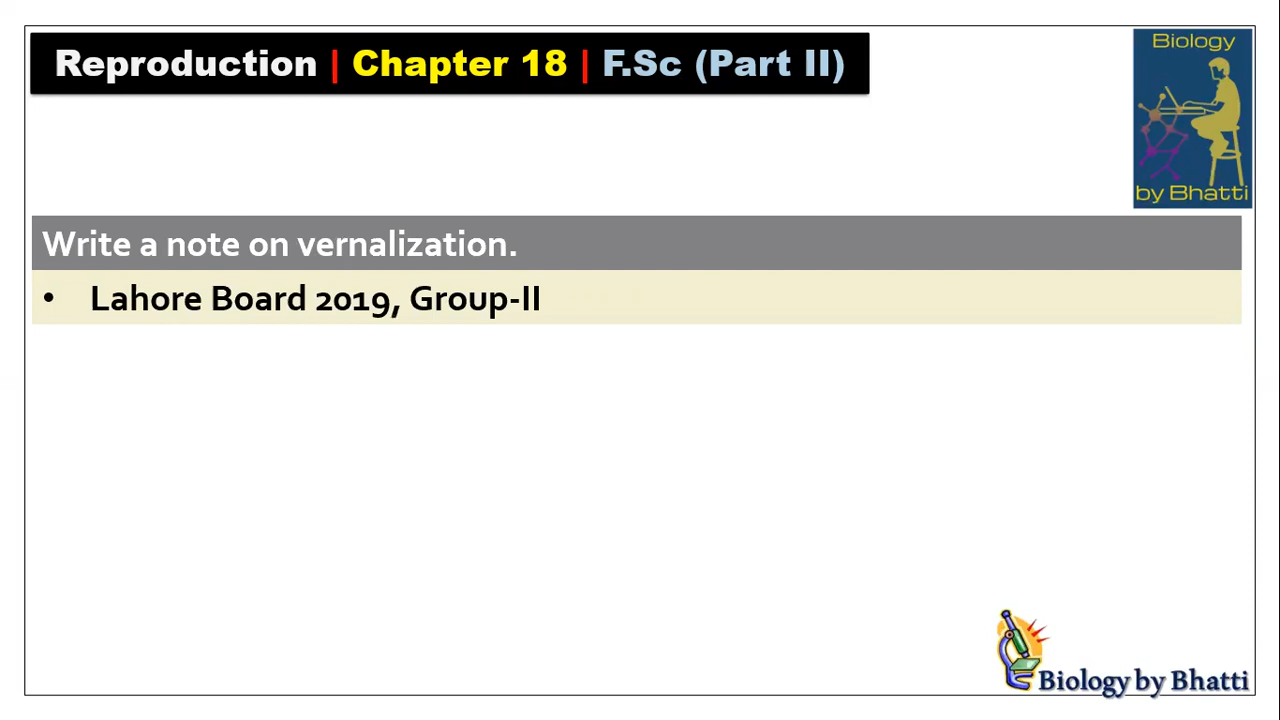 Reproduction | Chapter 18 | F.Sc (Part II)
Biology
by Bhatti
Write a note on vernalization.
• Lahore Board 2019, Group-II
Biology by Bhatti